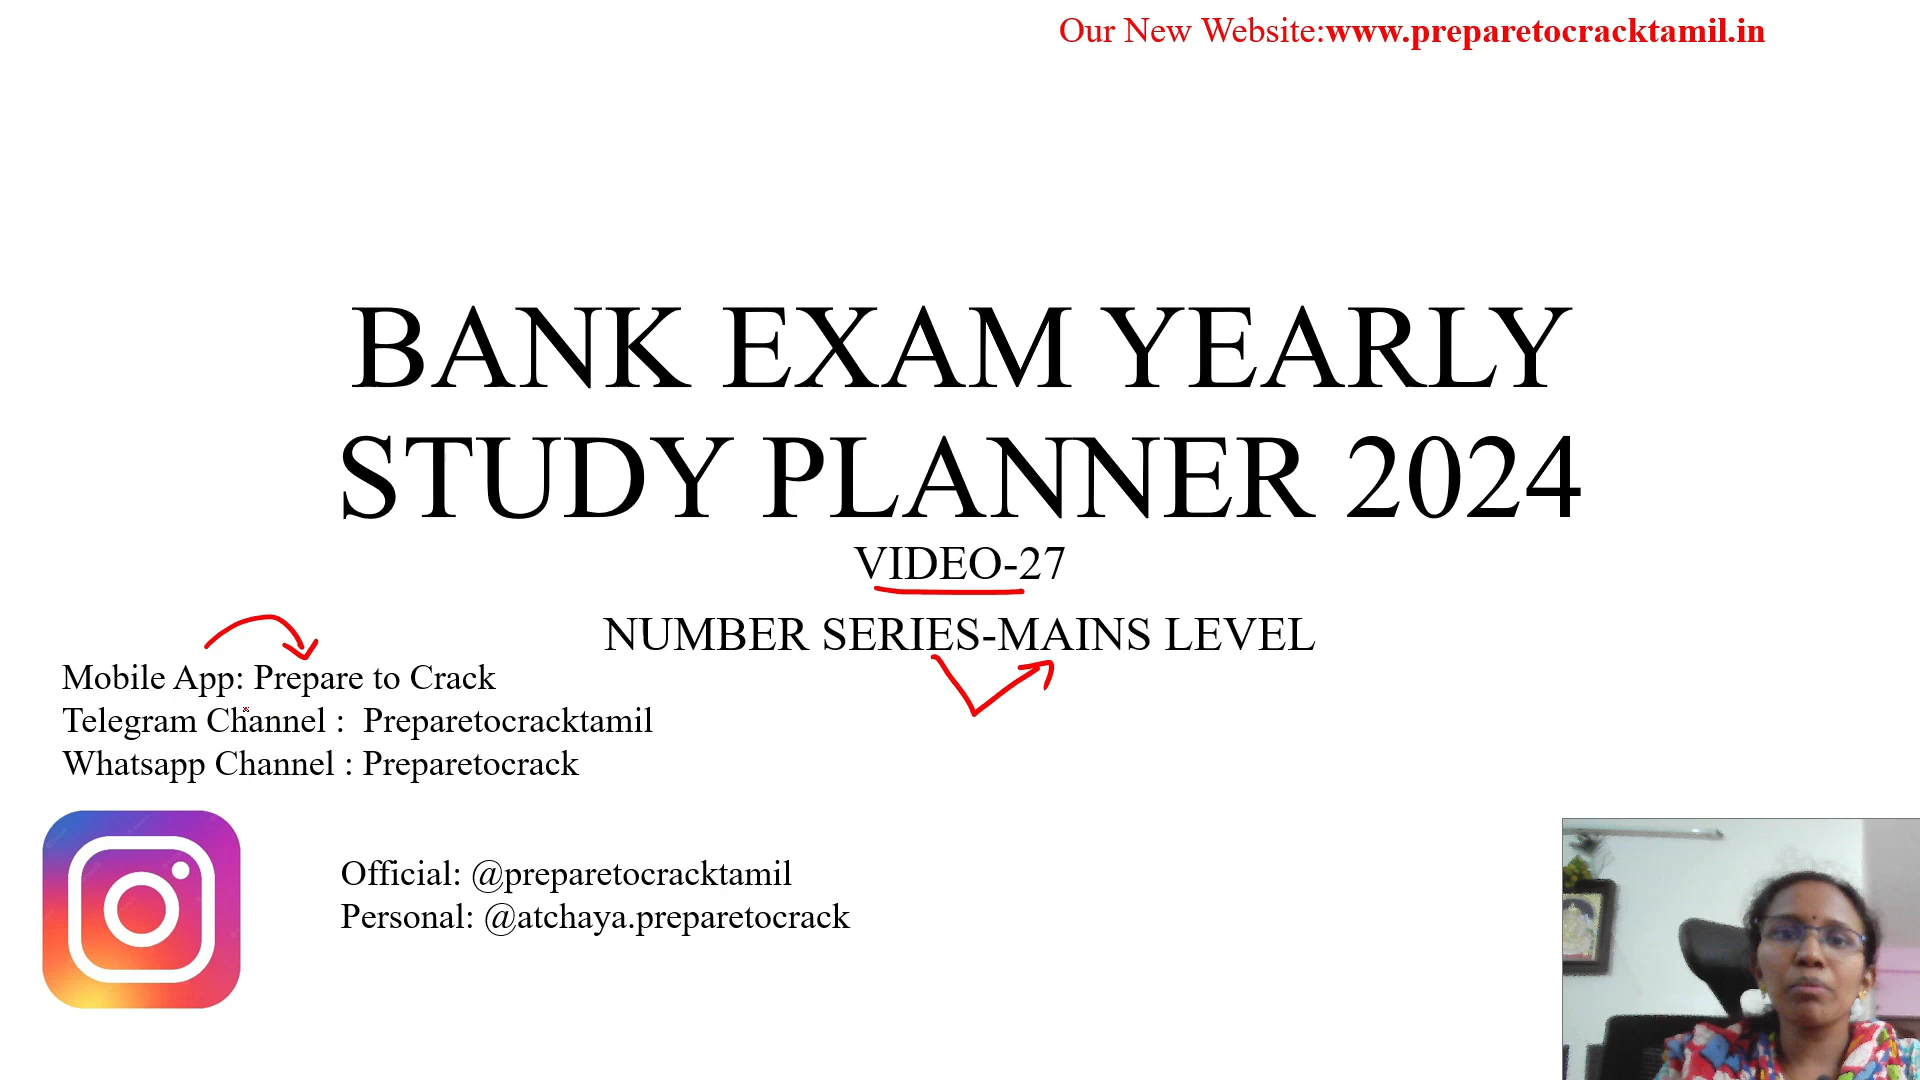 Our New Website:www.preparetocracktamil.in
BANK EXAM YEARLY
STUDY PLANNER 2024
VIDEO-27
NUMBER SERIES-MAINS LEVEL
Mobile App: Prepare to Crack
Telegram Channel :  Preparetocracktamil
Whatsapp Channel : Preparetocrack
Official: @preparetocracktamil
Personal: @atchaya.preparetocrack